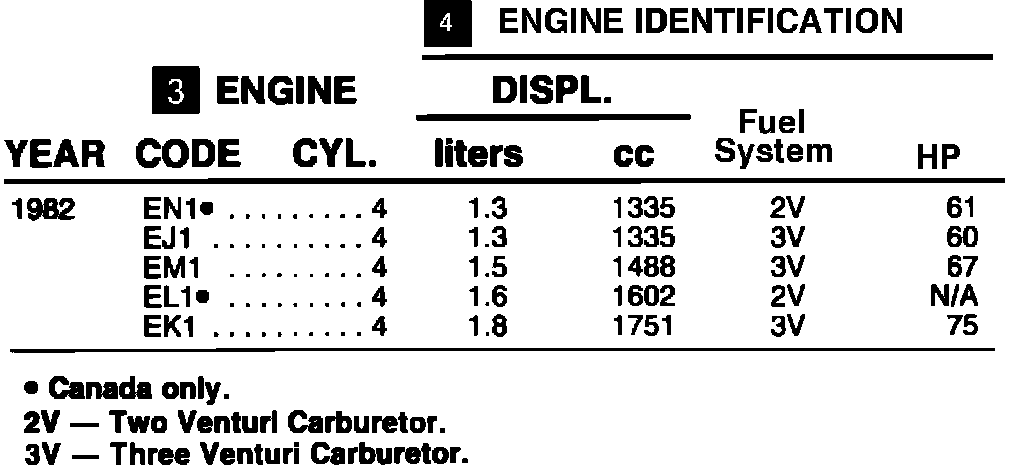 4 ENGINE IDENTIFICATION
3 ENGINE DISPL.
Fuel
YEAR CODE CYL. liters cc System HP
1982 EN1● ......... 4 1.3 1335 2V 61
EJ1 .......... 4 1.3 1335 3V 60
EM1 ......... 4 1.5 1488 3V 67
EL1● ......... 4 1.6 1602 2V N/A
EK1 .......... 4 1.8 1751 3V 75
● Canada only.
2V — Two Venturi Carburetor.
3V — Three Venturi Carburetor.